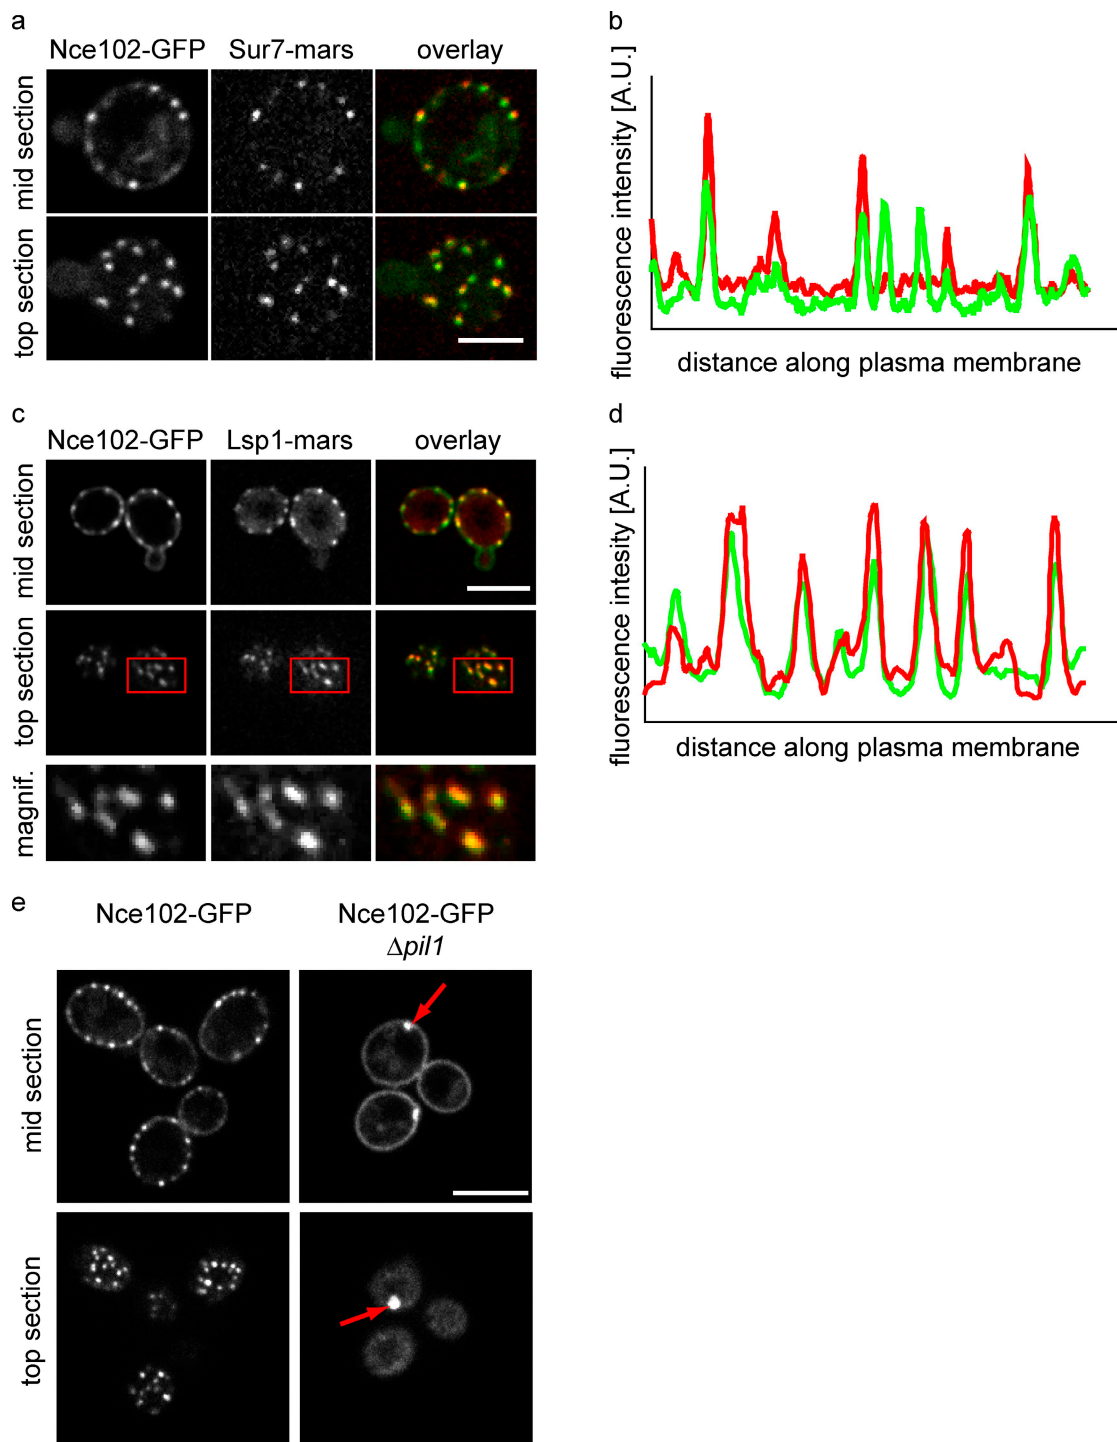 a
Nce102-GFP Sur7-mars overlay
mid section
top section
b
fluorescence intensity [A.U.]
distance along plasma membrane
c
Nce102-GFP Lsp1-mars overlay
mid section
top section
magnif.
d
fluorescence intesity [A.U.]
distance along plasma membrane
e
Nce102-GFP Nce102-GFP
Δpil1
mid section
top section